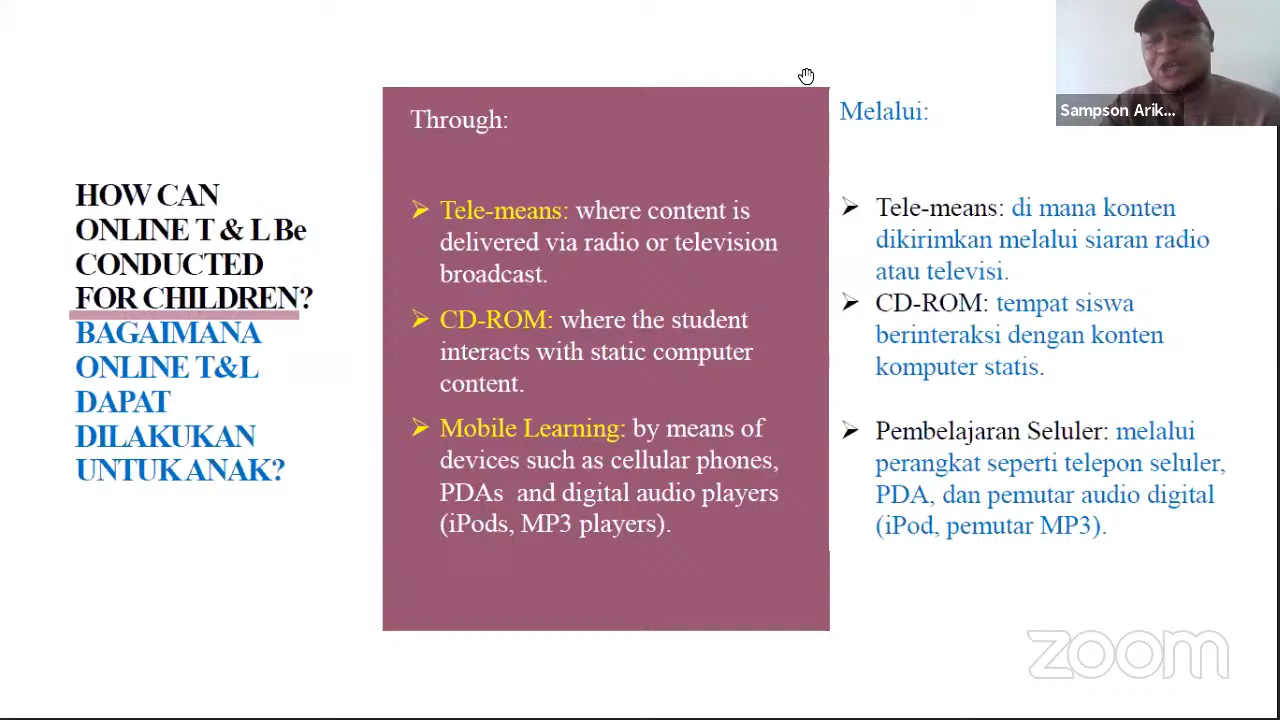 HOW CAN
ONLINE T & L Be
CONDUCTED
FOR CHILDREN?
BAGAIMANA
ONLINE T&L
DAPAT
DILAKUKAN
UNTUK ANAK?
Through:
Tele-means: where content is
delivered via radio or television
broadcast.
CD-ROM: where the student
interacts with static computer
content.
Mobile Learning: by means of
devices such as cellular phones,
PDAs and digital audio players
(iPods, MP3 players).
Melalui:
Tele-means: di mana konten
dikirimkan melalui siaran radio
atau televisi.
CD-ROM: tempat siswa
berinteraksi dengan konten
komputer statis.
Pembelajaran Seluler: melalui
perangkat seperti telepon seluler,
PDA, dan pemutar audio digital
(iPod, pemutar MP3).
Sampson Arik...
zoom